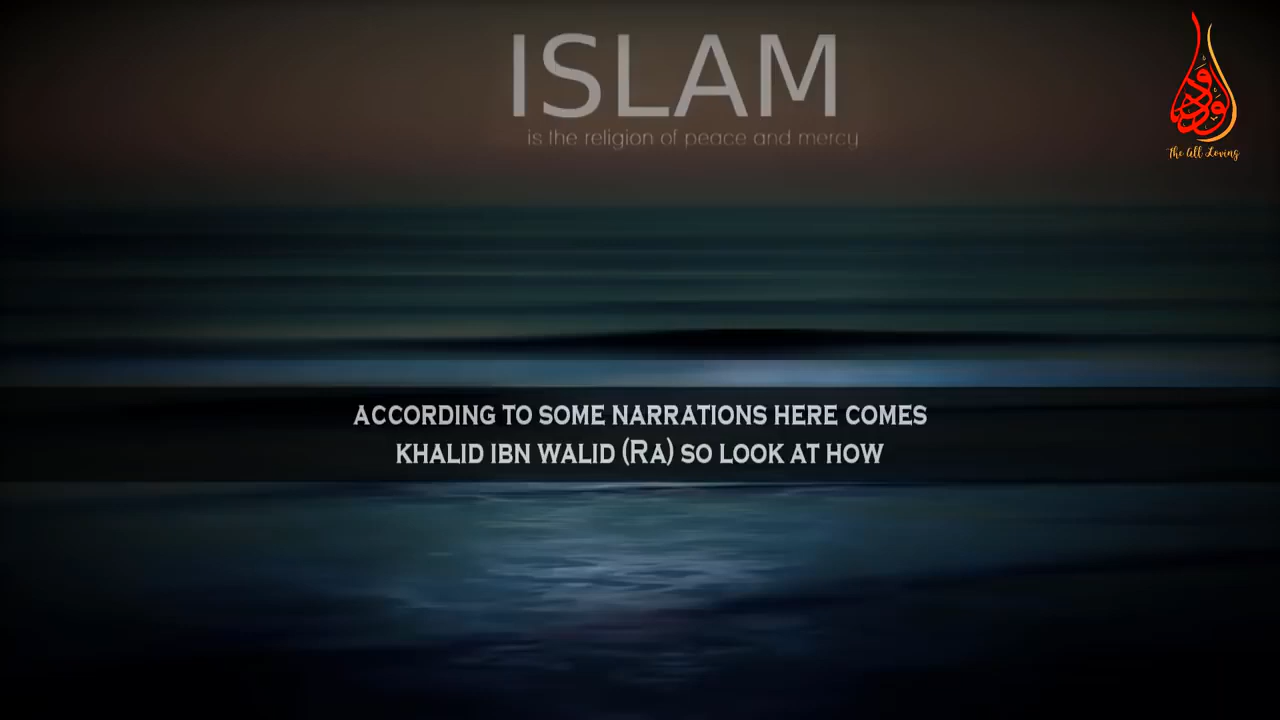 ISLAM
is the religion of peace and mercy
الودود
The All Loving
ACCORDING TO SOME NARRATIONS HERE COMES
KHALID IBN WALID (RA) SO LOOK AT HOW